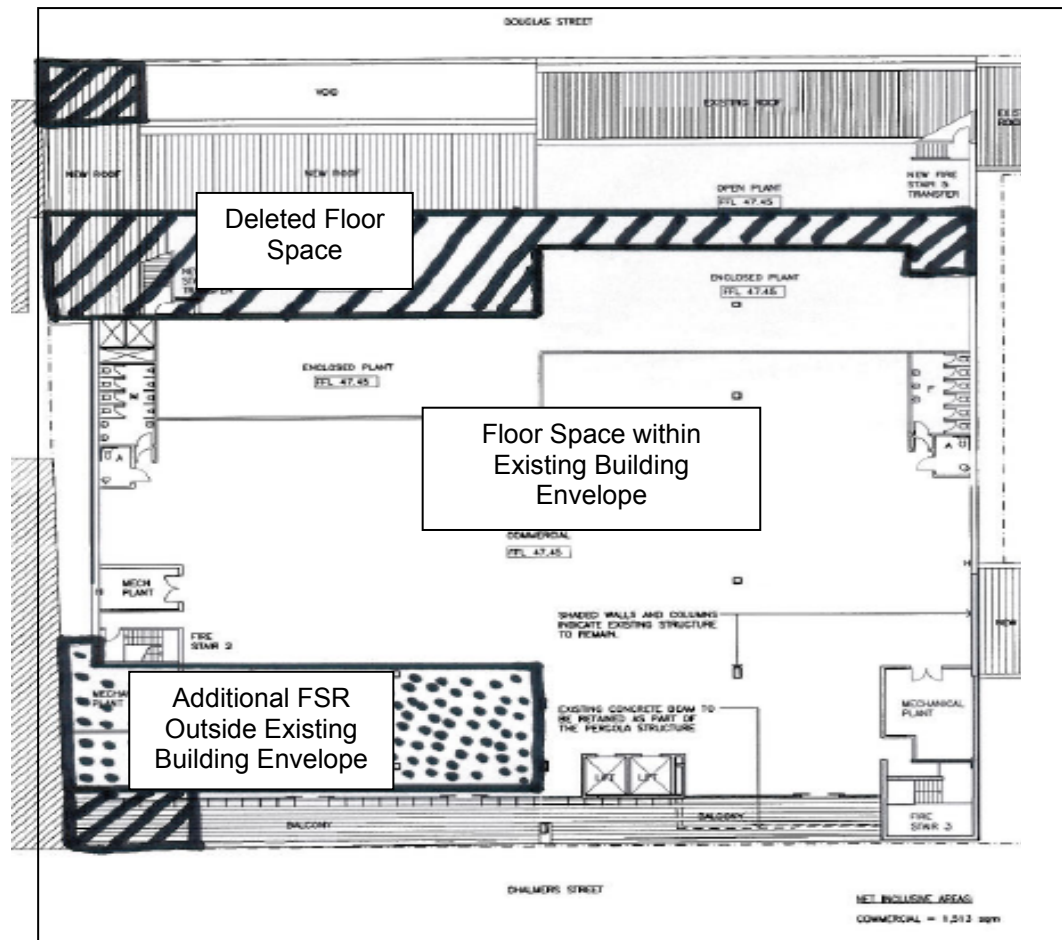 DOUGLAS STREET
VOID
EXISTING ROOF
NEW ROOF
NEW ROOF
NEW FIRE
STAIR &
TRANSFER
OPEN PLANT
FFL 47.45
Deleted Floor
Space
ENCLOSED PLANT
FFL 47.45
ENCLOSED PLANT
FFL 47.45
M
F
A
A
Floor Space within
Existing Building
Envelope
COMMERCIAL
FFL 47.45
MECH
PLANT
SHADED WALLS AND COLUMNS
INDICATE EXISTING STRUCTURE
TO REMAIN.
NEW
FIRE
STAIR 2
Additional FSR
Outside Existing
Building Envelope
EXISTING CONCRETE BEAM TO
BE RETAINED AS PART OF
THE PERGOLA STRUCTURE
MECHANICAL
PLANT
LIFT
LIFT
BALCONY
BALCONY
FIRE
STAIR 3
CHALMERS STREET
NET INCLUSIVE AREAS:
COMMERCIAL = 1,513 sqm